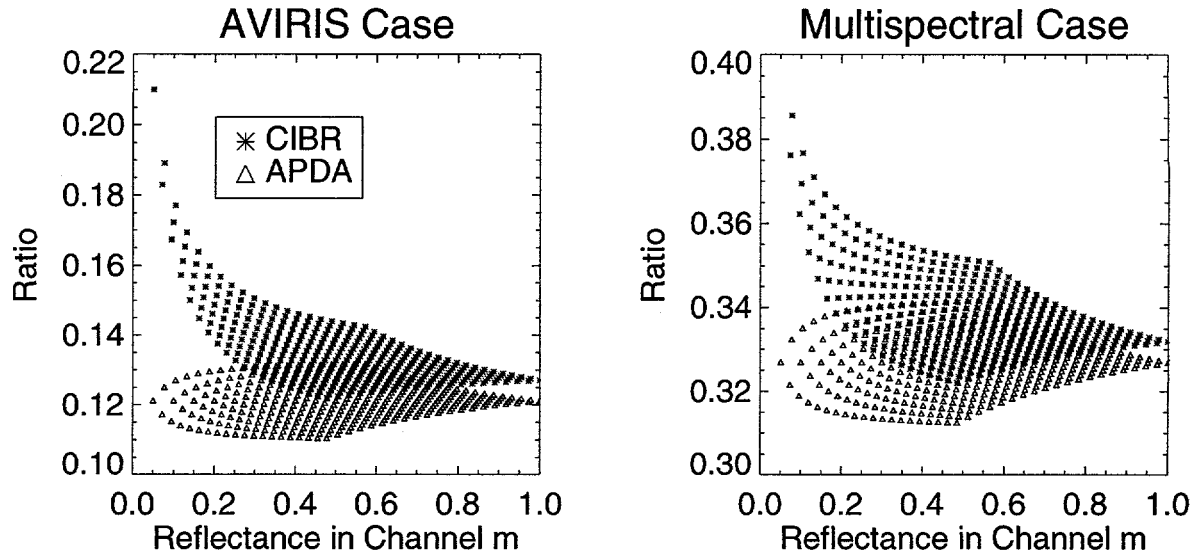 AVIRIS Case
Ratio
0.22
0.20
0.18
0.16
0.14
0.12
0.10
CIBR
APDA
0.0 0.2 0.4 0.6 0.8 1.0
Reflectance in Channel m
Multispectral Case
Ratio
0.40
0.38
0.36
0.34
0.32
0.30
0.0 0.2 0.4 0.6 0.8 1.0
Reflectance in Channel m